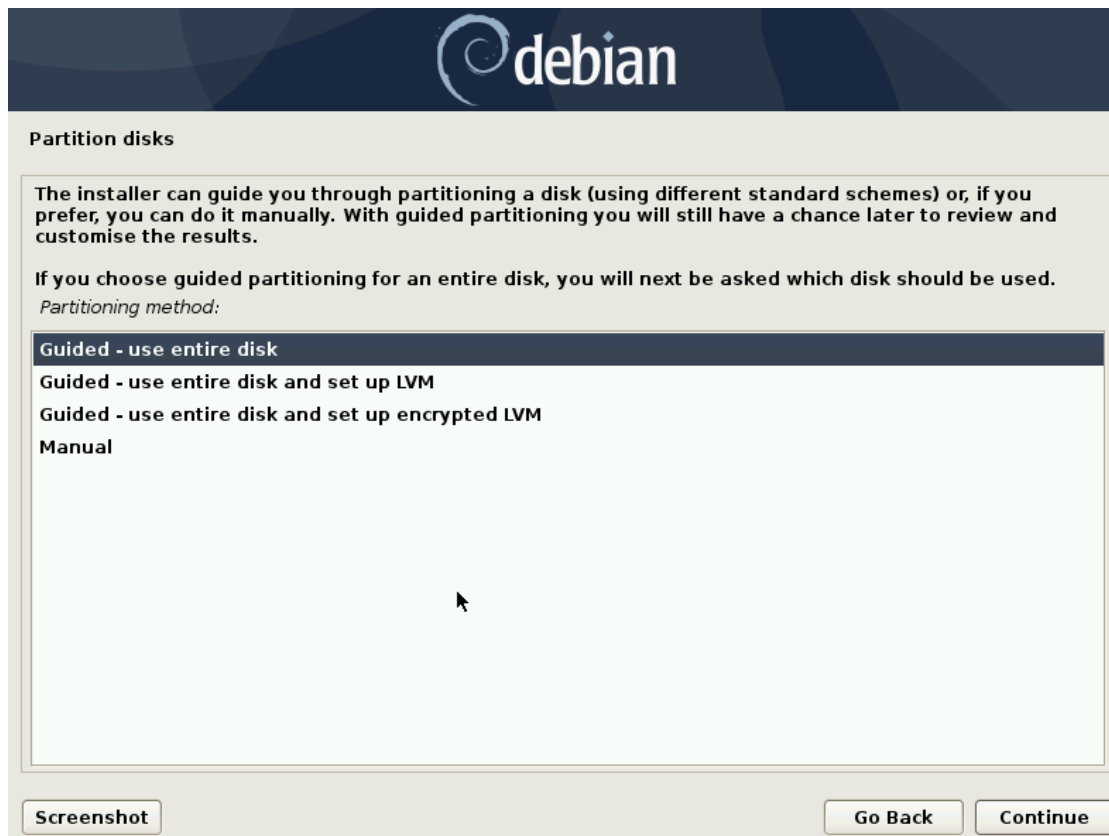 debian
Partition disks
The installer can guide you through partitioning a disk (using different standard schemes) or, if you
prefer, you can do it manually. With guided partitioning you will still have a chance later to review and
customise the results.
If you choose guided partitioning for an entire disk, you will next be asked which disk should be used.
Partitioning method:
Guided - use entire disk
Guided - use entire disk and set up LVM
Guided - use entire disk and set up encrypted LVM
Manual
Screenshot
Go Back
Continue